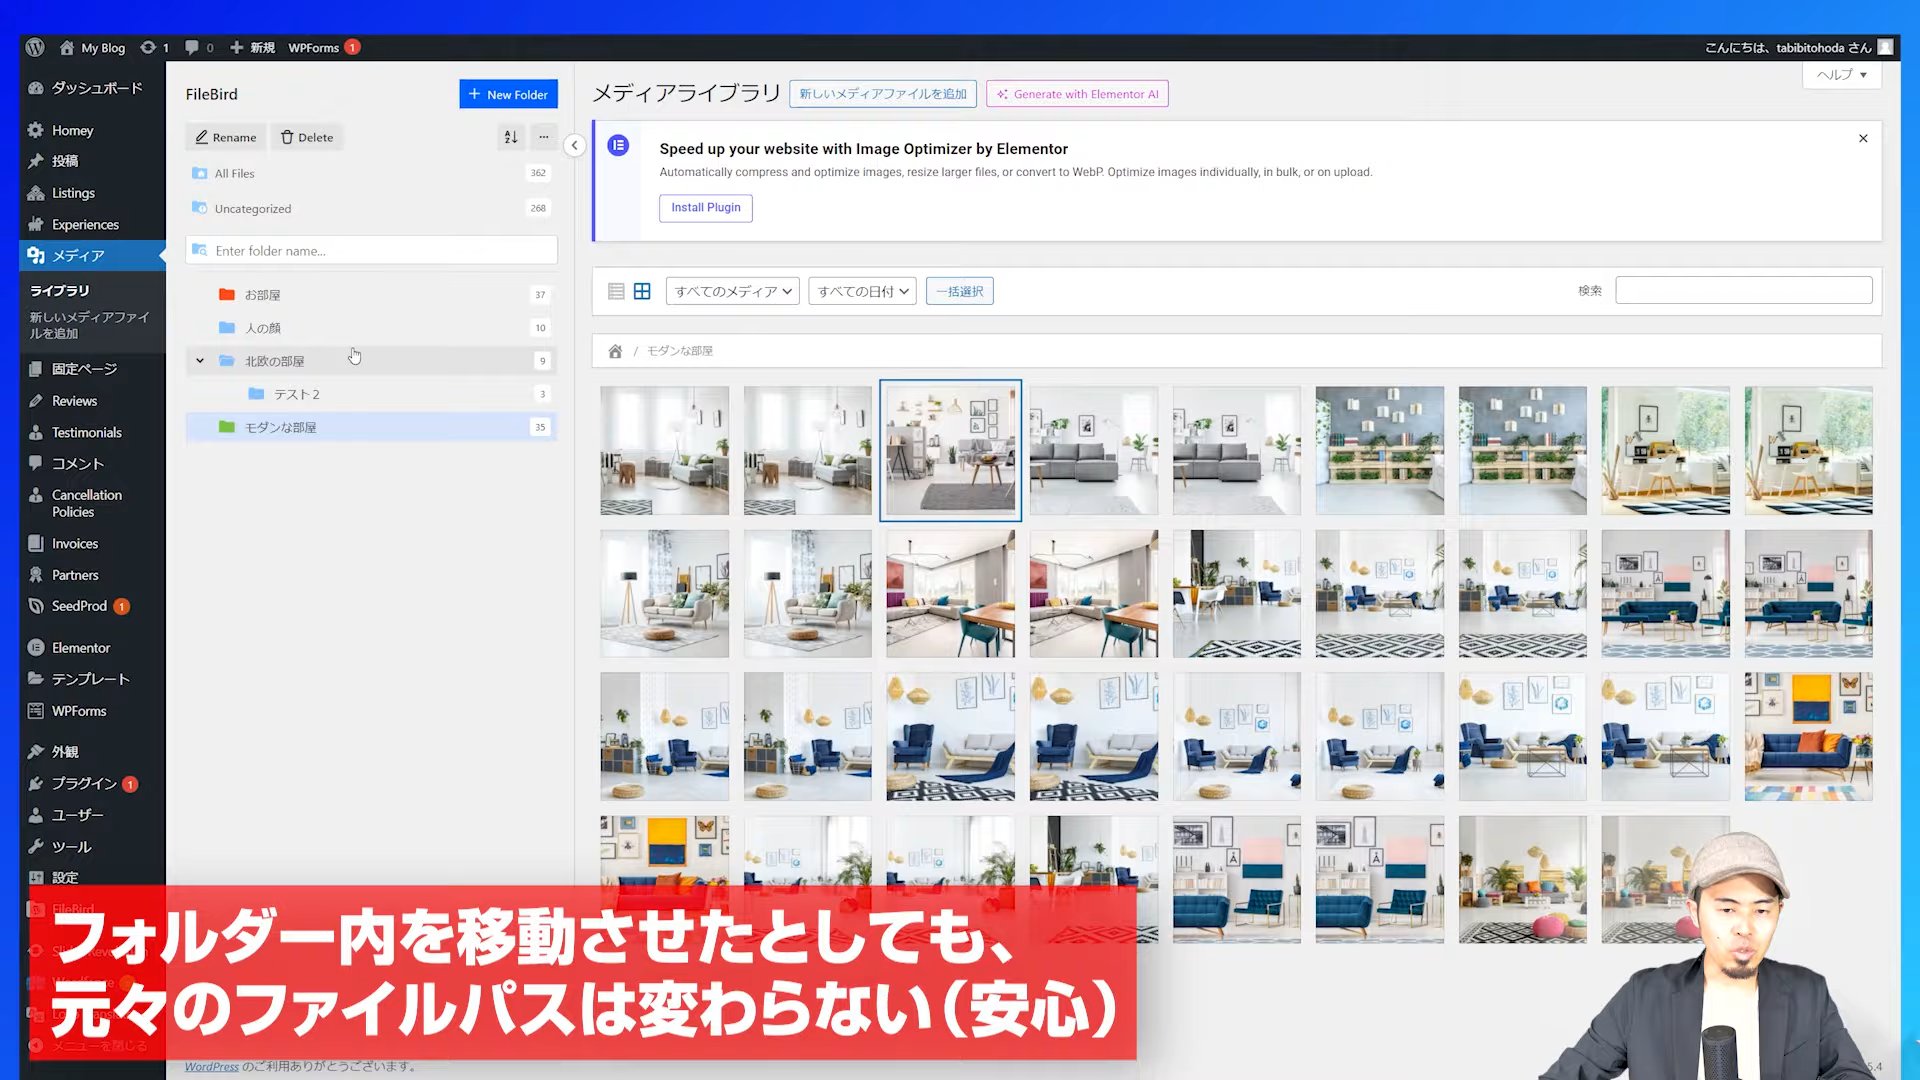 My Blog
1
0
新規
WPForms
1
こんにちは、tabibitohoda さん
ダッシュボード
Homey
投稿
Listings
Experiences
メディア
ライブラリ
新しいメディアファイ
ルを追加
固定ページ
Reviews
Testimonials
コメント
Cancellation
Policies
Invoices
Partners
SeedProd
1
Elementor
テンプレート
WPForms
外観
プラグイン
1
ユーザー
ツール
設定
FileBird
メニューを閉じる
FileBird
New Folder
Rename
Delete
All Files
362
Uncategorized
268
Enter folder name...
お部屋
37
人の顔
10
北欧の部屋
9
テスト2
3
モダンな部屋
35
ヘルプ
メディアライブラリ
新しいメディアファイルを追加
Generate with Elementor AI
Speed up your website with Image Optimizer by Elementor
Automatically compress and optimize images, resize larger files, or convert to WebP. Optimize images individually, in bulk, or on upload.
Install Plugin
すべてのメディア
すべての日付
一括選択
検索
/ モダンな部屋
フォルダー内を移動させたとしても、
元々のファイルパスは変わらない（安心）
WordPress のご利用ありがとうございます。
5.4